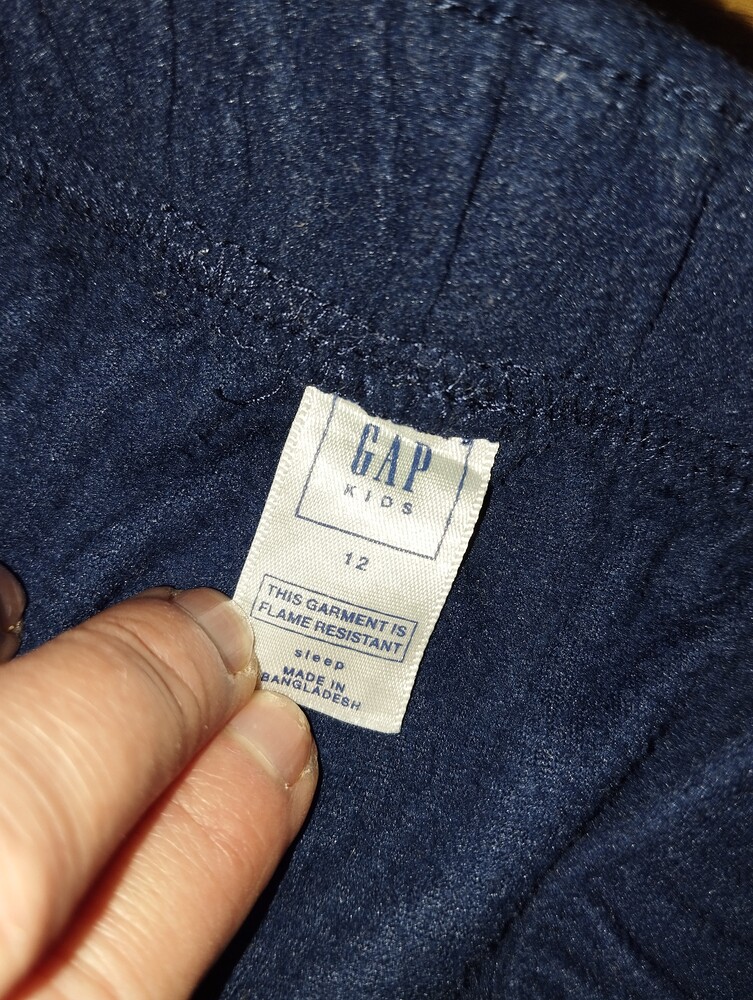 GAP
KIDS
12
THIS GARMENT IS
FLAME RESISTANT
sleep
MADE IN
BANGLADESH